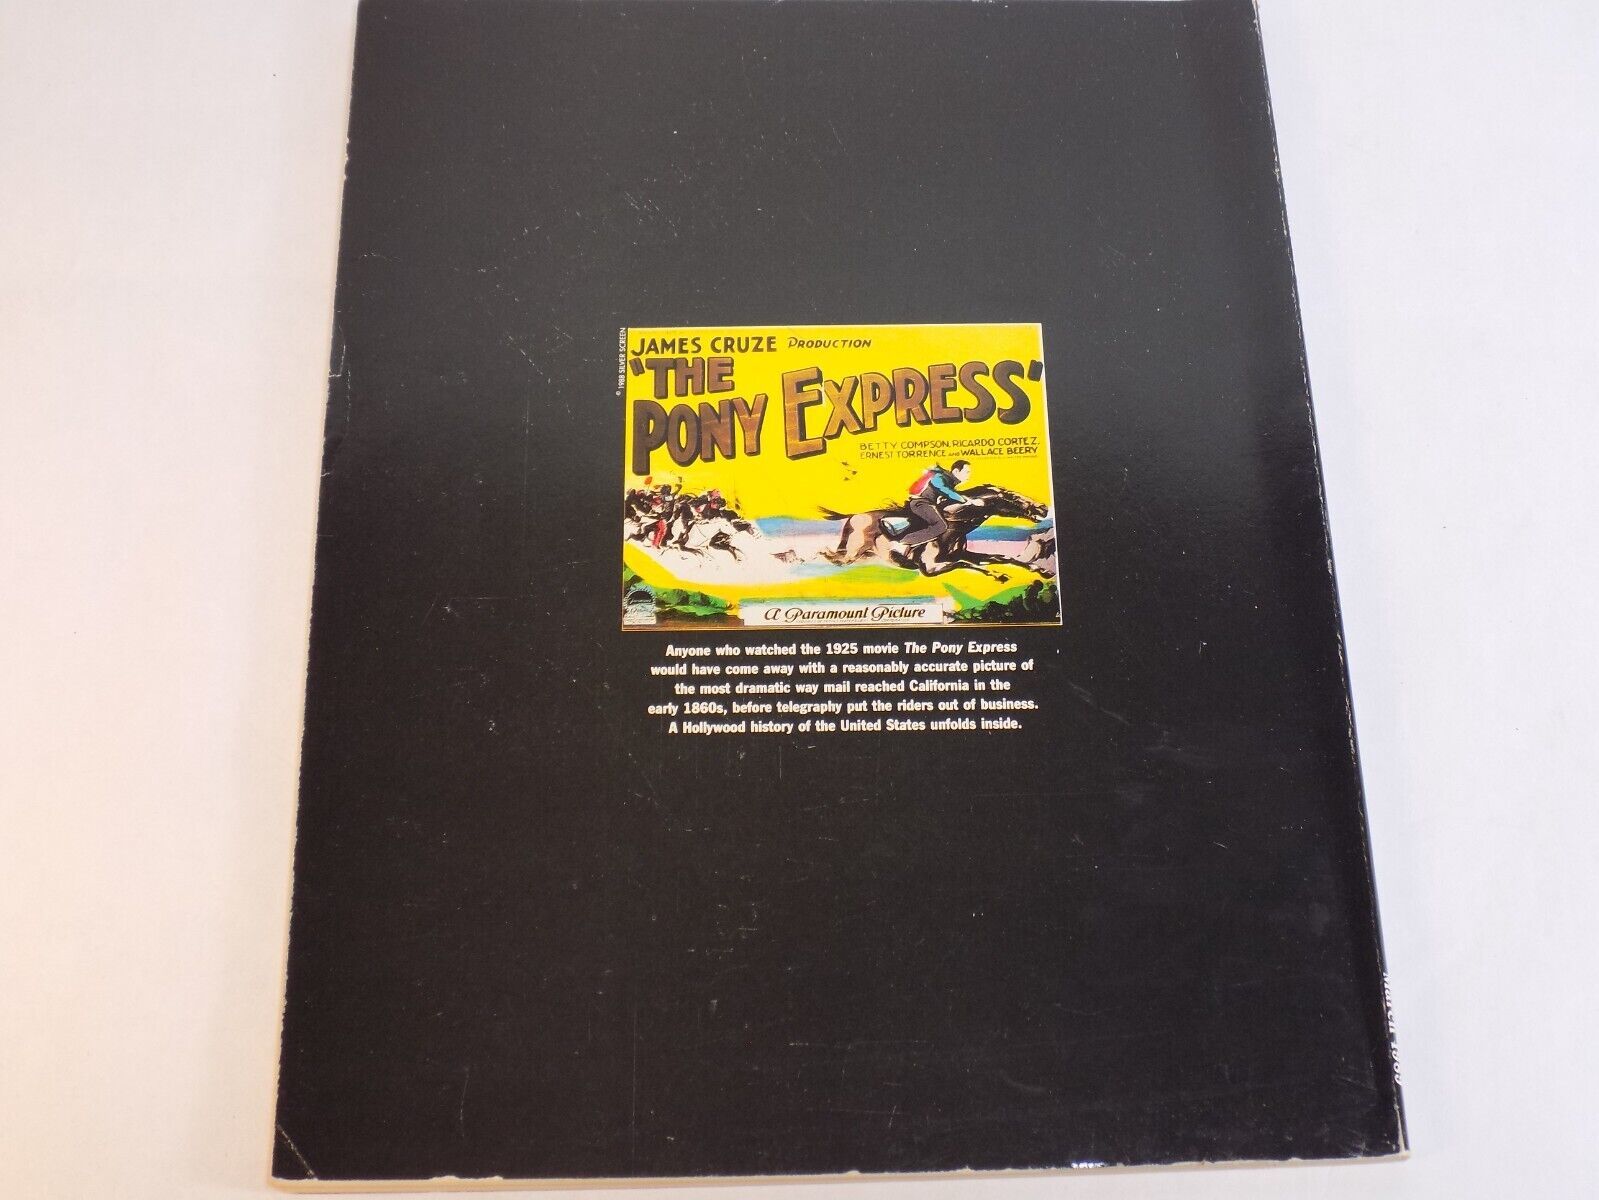 © 1988 SILVER SCREEN
JAMES CRUZE PRODUCTION
"THE
PONY EXPRESS"
BETTY COMPSON, RICARDO CORTEZ,
ERNEST TORRENCE AND WALLACE BEERY
A Paramount Picture
Anyone who watched the 1925 movie The Pony Express
would have come away with a reasonably accurate picture of
the most dramatic way mail reached California in the
early 1860s, before telegraphy put the riders out of business.
A Hollywood history of the United States unfolds inside.
March 1989